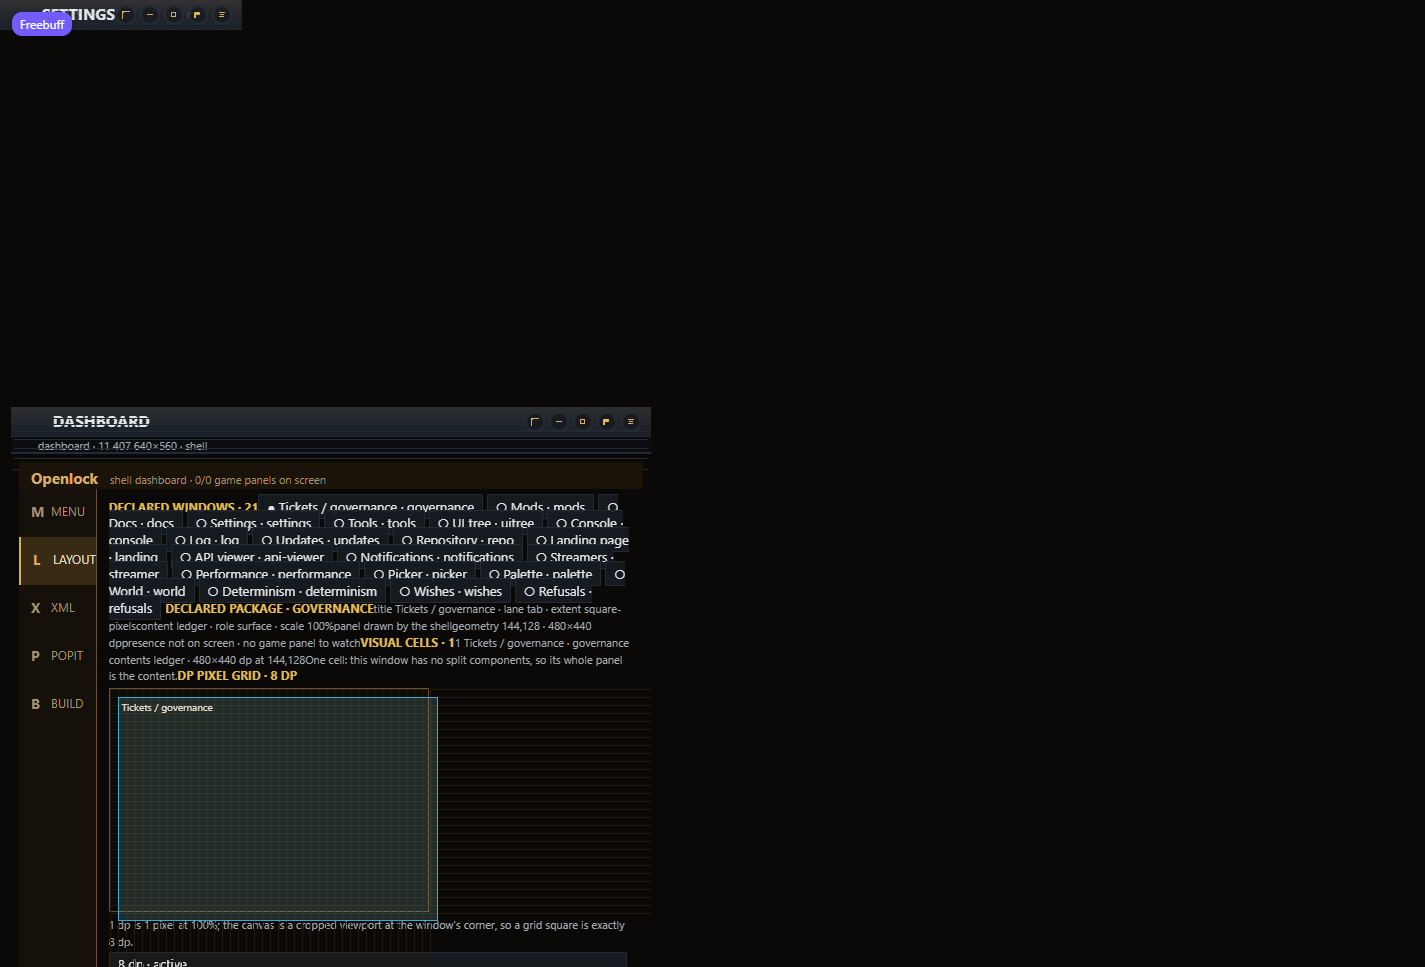 SETTINGS
Freebuff
DASHBOARD
dashboard · 11 407 640×560 · shell
Openlock shell dashboard · 0/0 game panels on screen
M MENU
L LAYOUT
X XML
P POPIT
B BUILD
DECLARED WINDOWS · 21 ● Tickets / governance · governance ○ Mods · mods ○
Docs · docs ○ Settings · settings ○ Tools · tools ○ UI tree · uitree ○ Console ·
console ○ Log · log ○ Updates · updates ○ Repository · repo ○ Landing page
· landing ○ API viewer · api-viewer ○ Notifications · notifications ○ Streamers ·
streamer ○ Performance · performance ○ Picker · picker ○ Palette · palette ○
World · world ○ Determinism · determinism ○ Wishes · wishes ○ Refusals ·
refusals DECLARED PACKAGE · GOVERNANCEtitle Tickets / governance · lane tab · extent square-
pixelscontent ledger · role surface · scale 100%panel drawn by the shellgeometry 144,128 · 480×440
dppresence not on screen · no game panel to watchVISUAL CELLS · 11 Tickets / governance · governance
contents ledger · 480×440 dp at 144,128One cell: this window has no split components, so its whole panel
is the content.DP PIXEL GRID · 8 DP
Tickets / governance
1 dp is 1 pixel at 100%; the canvas is a cropped viewport at the window's corner, so a grid square is exactly
8 dp.
8 dp · active